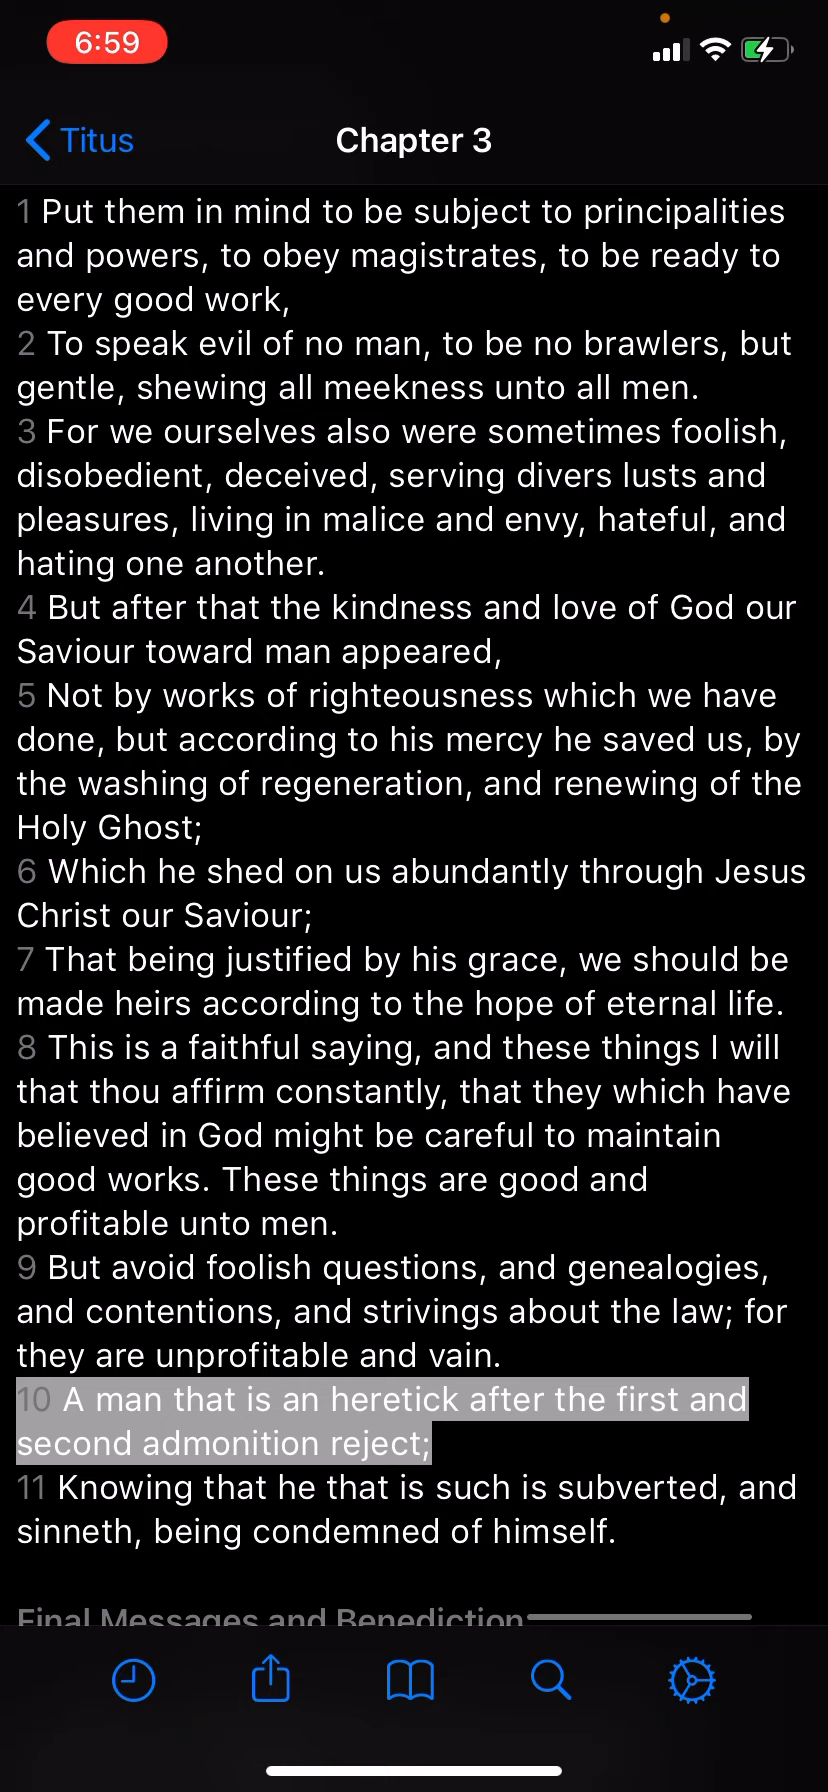 6:59
Titus
Chapter 3
1 Put them in mind to be subject to principalities
and powers, to obey magistrates, to be ready to
every good work,
2 To speak evil of no man, to be no brawlers, but
gentle, shewing all meekness unto all men.
3 For we ourselves also were sometimes foolish,
disobedient, deceived, serving divers lusts and
pleasures, living in malice and envy, hateful, and
hating one another.
4 But after that the kindness and love of God our
Saviour toward man appeared,
5 Not by works of righteousness which we have
done, but according to his mercy he saved us, by
the washing of regeneration, and renewing of the
Holy Ghost;
6 Which he shed on us abundantly through Jesus
Christ our Saviour;
7 That being justified by his grace, we should be
made heirs according to the hope of eternal life.
8 This is a faithful saying, and these things I will
that thou affirm constantly, that they which have
believed in God might be careful to maintain
good works. These things are good and
profitable unto men.
9 But avoid foolish questions, and genealogies,
and contentions, and strivings about the law; for
they are unprofitable and vain.
10 A man that is an heretick after the first and
second admonition reject;
11 Knowing that he that is such is subverted, and
sinneth, being condemned of himself.
Final Messages and Benediction